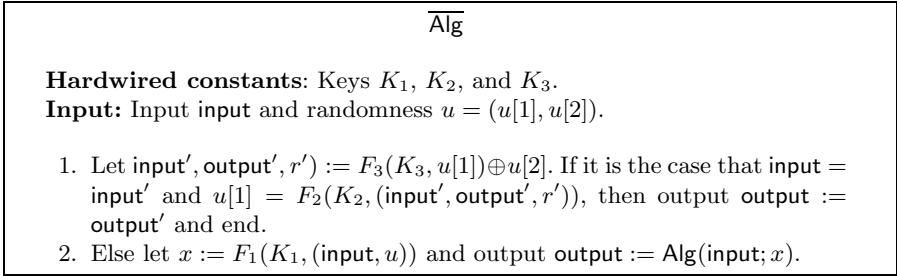 Alg
Hardwired constants: Keys K₁, K₂, and K₃.
Input: Input input and randomness u = (u[1], u[2]).
1. Let input′, output′, r′) := F₃(K₃, u[1])⊕u[2]. If it is the case that input =
input′ and u[1] = F₂(K₂, (input′, output′, r′)), then output output :=
output′ and end.
2. Else let x := F₁(K₁, (input, u)) and output output := Alg(input; x).